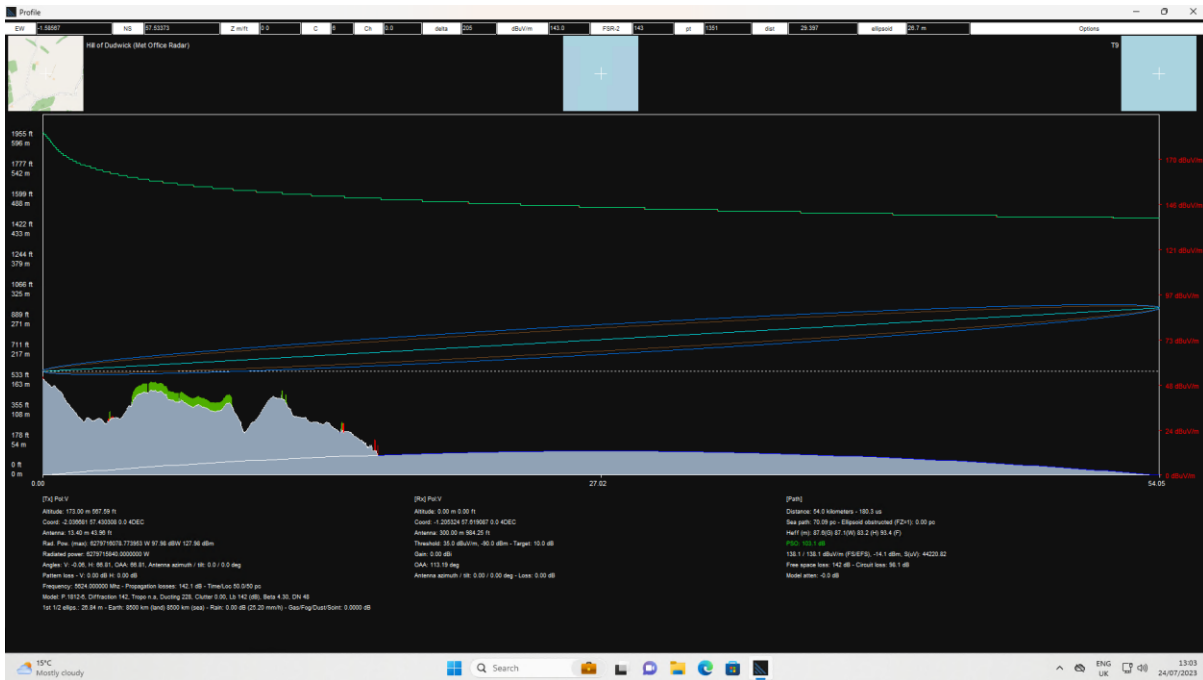 Profile
EW -1.58567 NS 57.53373 Z m/ft 0.0 C 6 Ch 0.0 delta 205 dBuV/m 143.0 FSR-2 143 pt 1351 dist 29.397 ellipsoid 26.7 m Options
Hill of Dudwick (Met Office Radar)
T9
1955 ft
596 m
1777 ft
542 m
1599 ft
488 m
1422 ft
433 m
1244 ft
379 m
1066 ft
325 m
889 ft
271 m
711 ft
217 m
533 ft
163 m
355 ft
108 m
178 ft
54 m
0 ft
0 m
170 dBuV/m
146 dBuV/m
97 dBuV/m
73 dBuV/m
48 dBuV/m
24 dBuV/m
0 dBuV/m
0.00 27.02 54.05
[Tx] Pol:V
Altitude: 173.00 m 567.59 ft
Coord: -2.036681 57.430308 0.0 4DEC
Antenna: 13.40 m 43.96 ft
Rad. Pow. (max): 6279716078.773953 W 97.98 dBW 127.98 dBm
Radiated power: 6279715840.0000000 W
Angles: V: -0.06, H: 66.81, OAA: 66.81, Antenna azimuth / tilt: 0.0 / 0.0 deg
Pattern loss - V: 0.00 dB H: 0.00 dB
Frequency: 5624.000000 Mhz - Propagation losses: 142.1 dB - Time/Loc 50.0/50 pc
Model: P.1812-6, Diffraction 142, Tropo n.a, Ducting 228, Clutter 0.00, Lb 142 (dB), Beta 4.30, DN 48
1st 1/2 ellips.: 26.84 m - Earth: 8500 km (land) 8500 km (sea) - Rain: 0.00 dB (25.20 mm/h) - Gas/Fog/Dust/Scint: 0.0000 dB
[Rx] Pol:V
Altitude: 0.00 m 0.00 ft
Coord: -1.205324 57.619087 0.0 4DEC
Antenna: 300.00 m 984.25 ft
Threshold: 35.0 dBuV/m, -90.0 dBm - Target: 10.0 dB
Gain: 0.00 dBi
OAA: 113.19 deg
Antenna azimuth / tilt: 0.00 / 0.00 deg - Loss: 0.00 dB
[Path]
Distance: 54.0 kilometers - 180.3 us
Sea path: 70.09 pc - Ellipsoid obstructed (FZ=1): 0.00 pc
Heff (m): 87.6(G) 87.1(W) 83.2 (H) 93.4 (F)
FSO: 103.1 dB
138.1 / 138.1 dBuV/m (FS/EFS), -14.1 dBm, S(uV): 44220.82
Free space loss: 142 dB - Circuit loss: 98.1 dB
Model atten: -0.0 dB
15°C
Mostly cloudy
Search
ENG
UK
13:03
24/07/2023